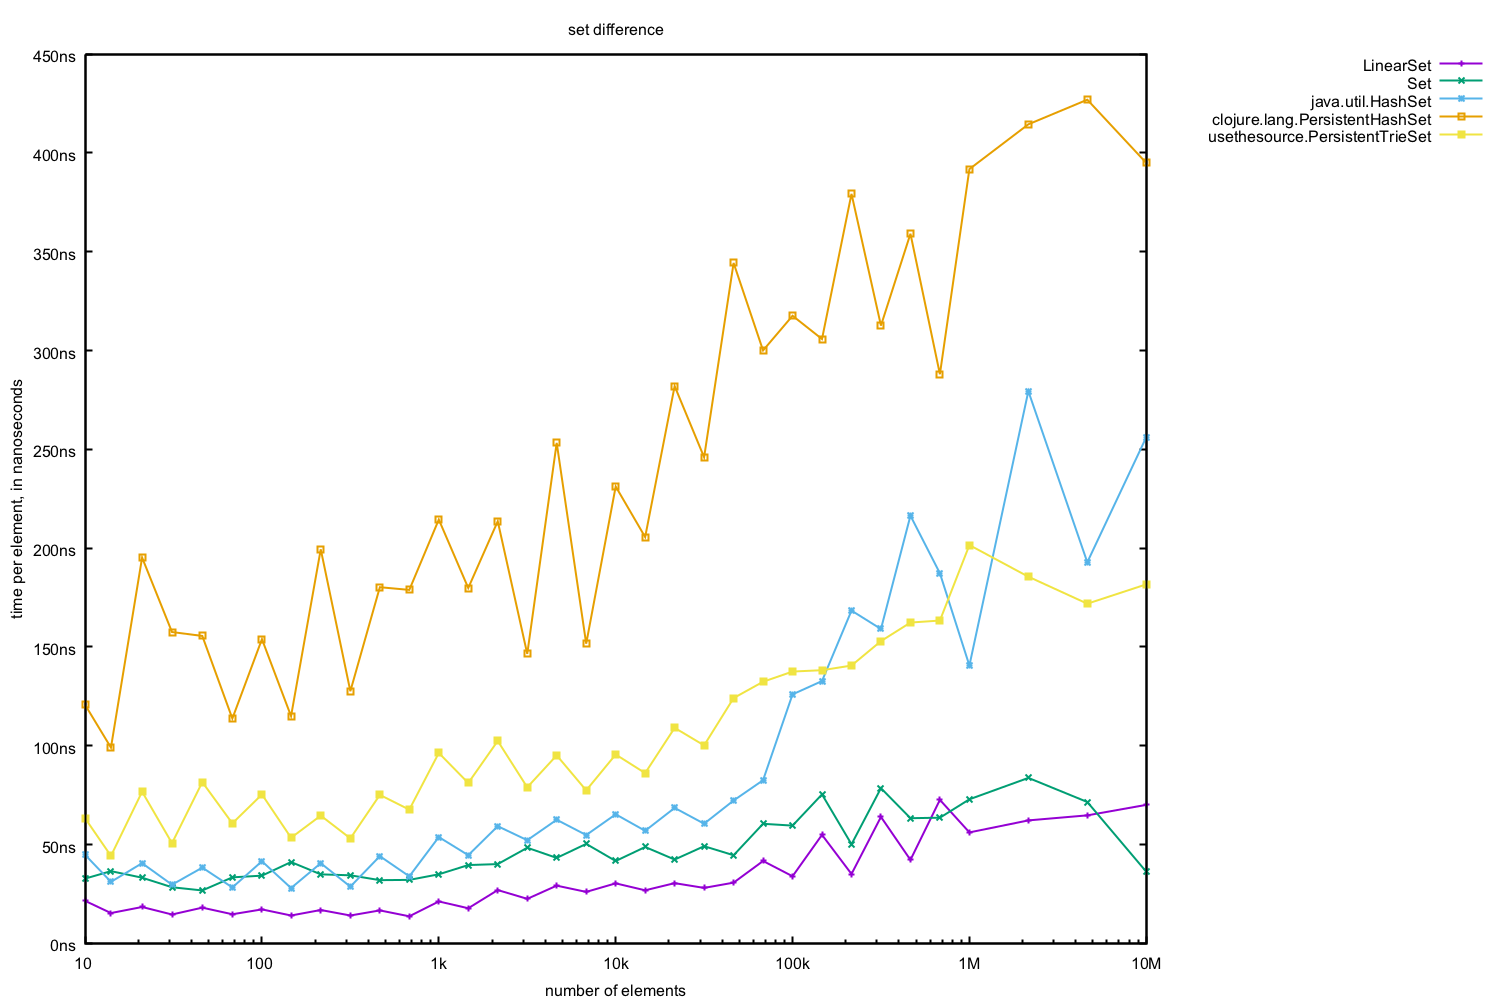 set difference
450ns
400ns
350ns
300ns
250ns
200ns
150ns
100ns
50ns
0ns
time per element, in nanoseconds
10
100
1k
10k
100k
1M
10M
number of elements
LinearSet
Set
java.util.HashSet
clojure.lang.PersistentHashSet
usethesource.PersistentTrieSet